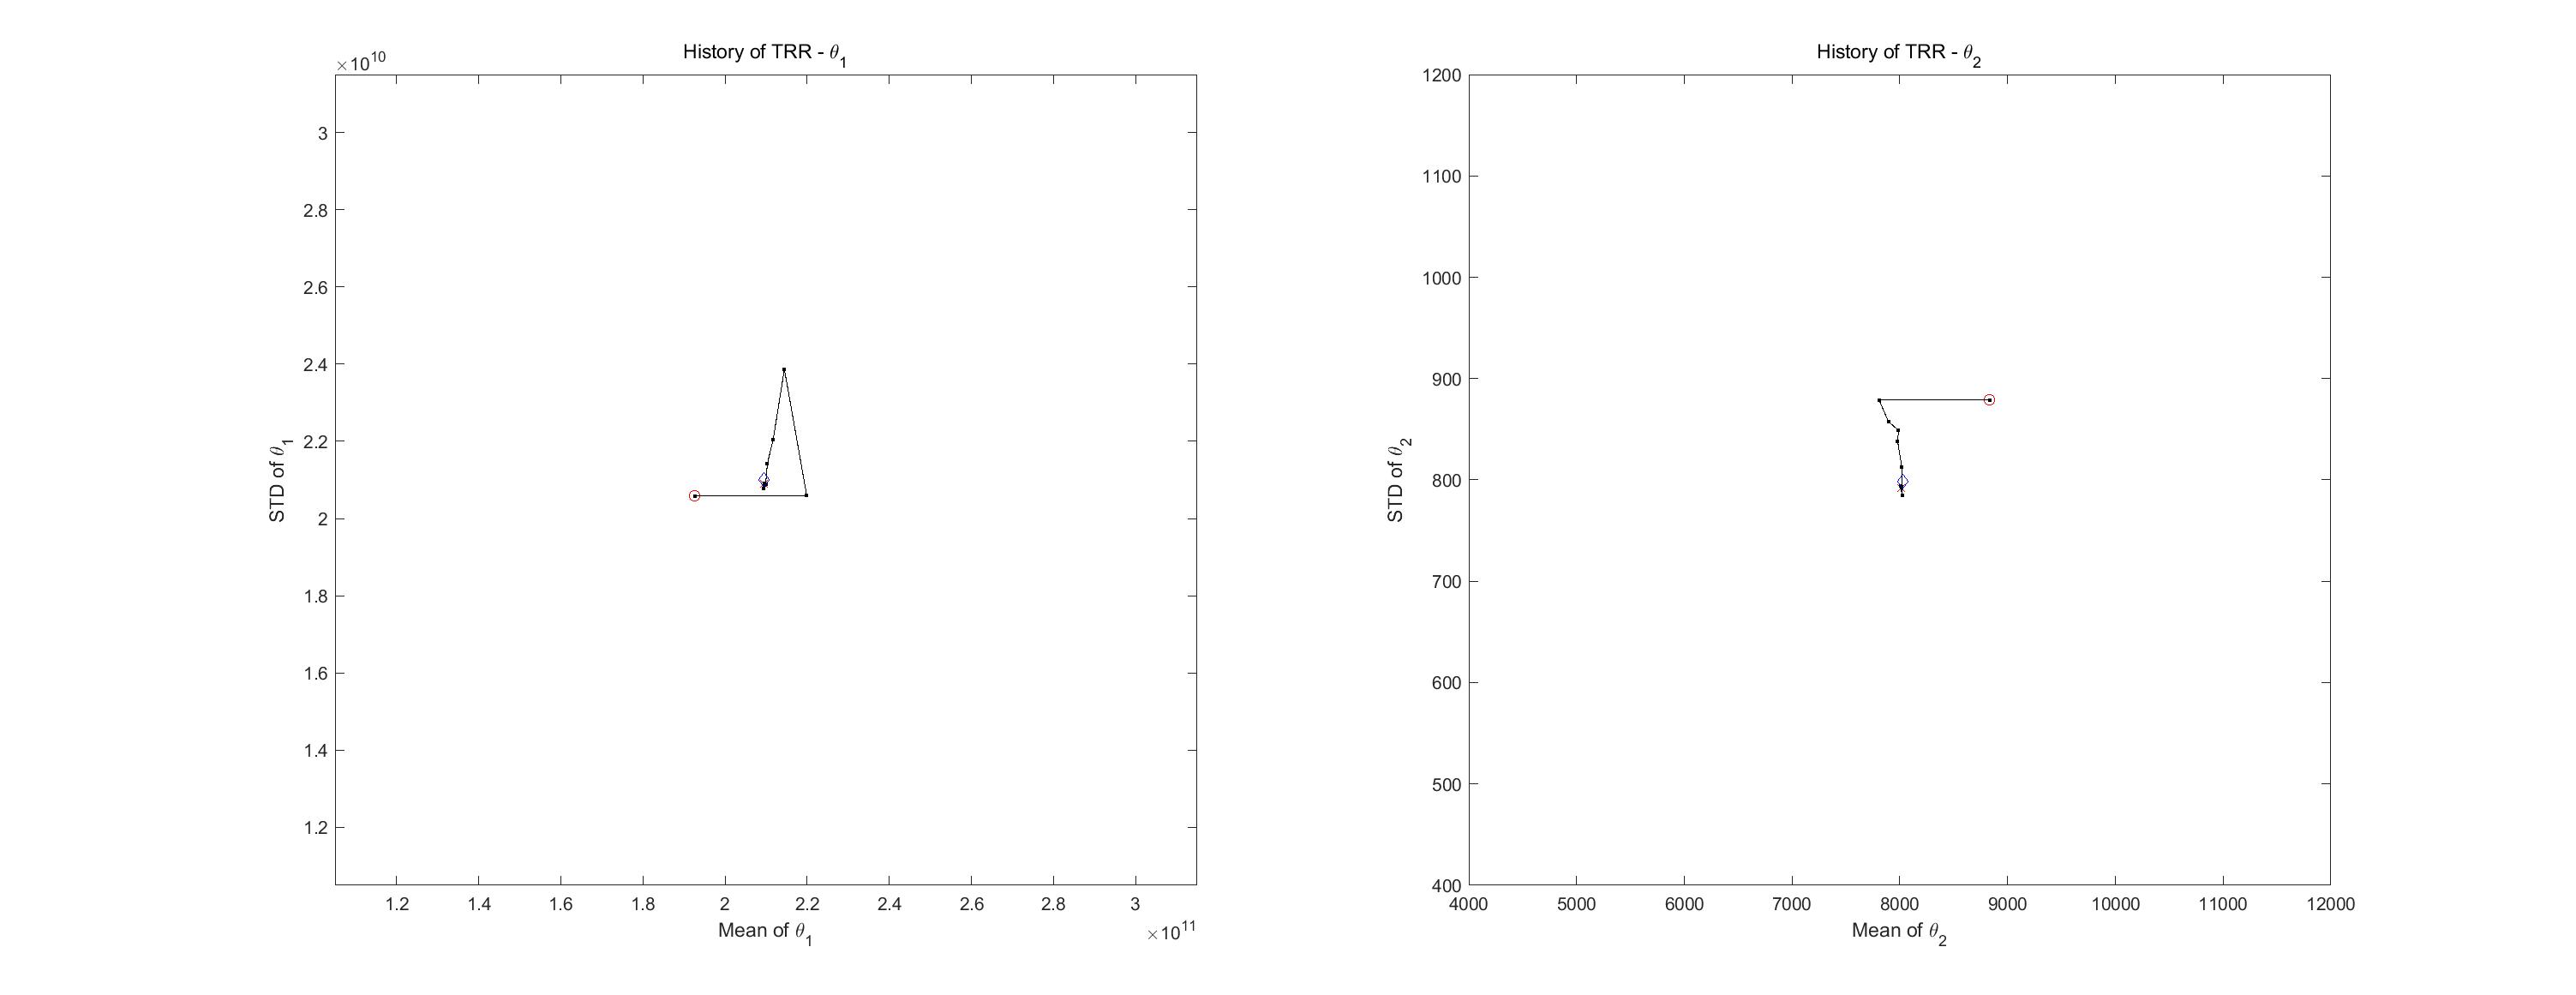 History of TRR - θ1
×10^10
3
2.8
2.6
2.4
2.2
2
1.8
1.6
1.4
1.2
STD of θ1
1.2 1.4 1.6 1.8 2 2.2 2.4 2.6 2.8 3
Mean of θ1
×10^11
History of TRR - θ2
1200
1100
1000
900
800
700
600
500
400
STD of θ2
4000 5000 6000 7000 8000 9000 10000 11000 12000
Mean of θ2